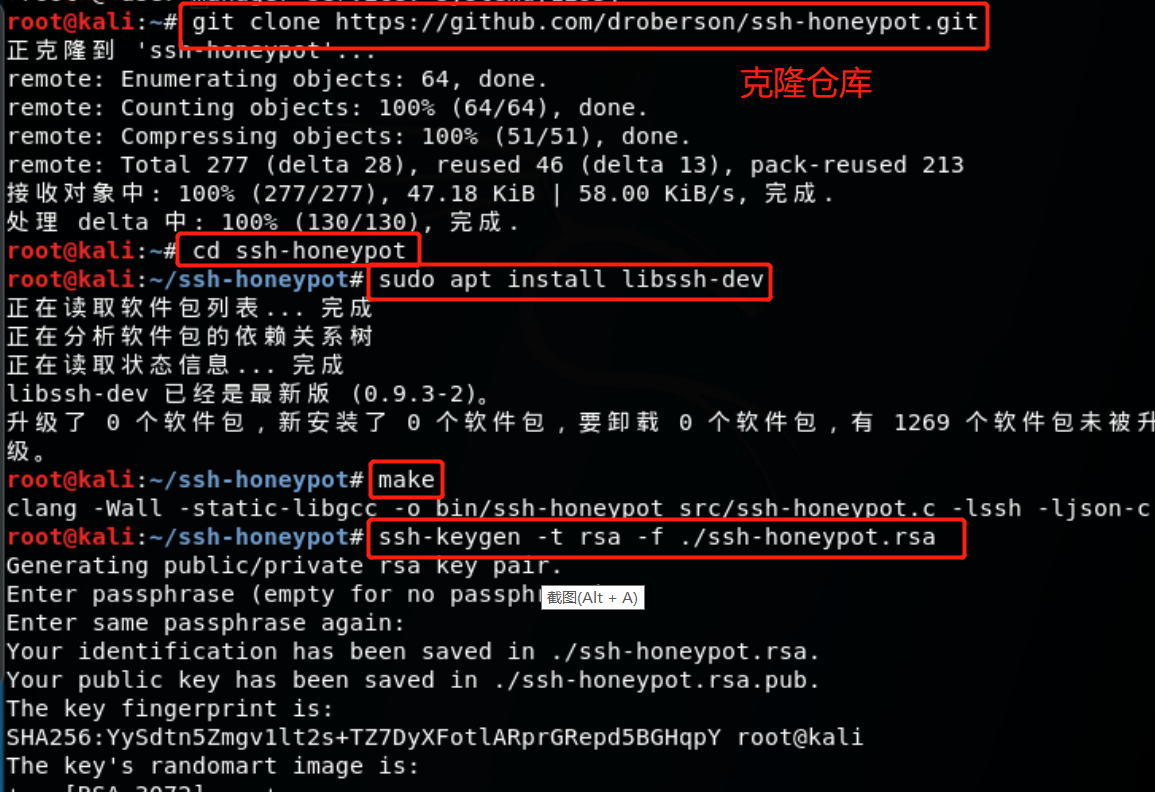 root@kali:~# git clone https://github.com/droberson/ssh-honeypot.git
正克隆到 'ssh-honeypot'...
remote: Enumerating objects: 64, done.
克隆仓库
remote: Counting objects: 100% (64/64), done.
remote: Compressing objects: 100% (51/51), done.
remote: Total 277 (delta 28), reused 46 (delta 13), pack-reused 213
接收对象中: 100% (277/277), 47.18 KiB | 58.00 KiB/s, 完成.
处理 delta 中: 100% (130/130), 完成.
root@kali:~# cd ssh-honeypot
root@kali:~/ssh-honeypot# sudo apt install libssh-dev
正在读取软件包列表... 完成
正在分析软件包的依赖关系树
正在读取状态信息... 完成
libssh-dev 已经是最新版 (0.9.3-2)。
升级了 0 个软件包，新安装了 0 个软件包，要卸载 0 个软件包，有 1269 个软件包未被升
级。
root@kali:~/ssh-honeypot# make
clang -Wall -static-libgcc -o bin/ssh-honeypot src/ssh-honeypot.c -lssh -ljson-c
root@kali:~/ssh-honeypot# ssh-keygen -t rsa -f ./ssh-honeypot.rsa
Generating public/private rsa key pair.
Enter passphrase (empty for no
截图(Alt + A)
Enter same passphrase again:
Your identification has been saved in ./ssh-honeypot.rsa.
Your public key has been saved in ./ssh-honeypot.rsa.pub.
The key fingerprint is:
SHA256:YySdtn5Zmgv1lt2s+TZ7DyXFotlARprGRepd5BGHqpY root@kali
The key's randomart image is: